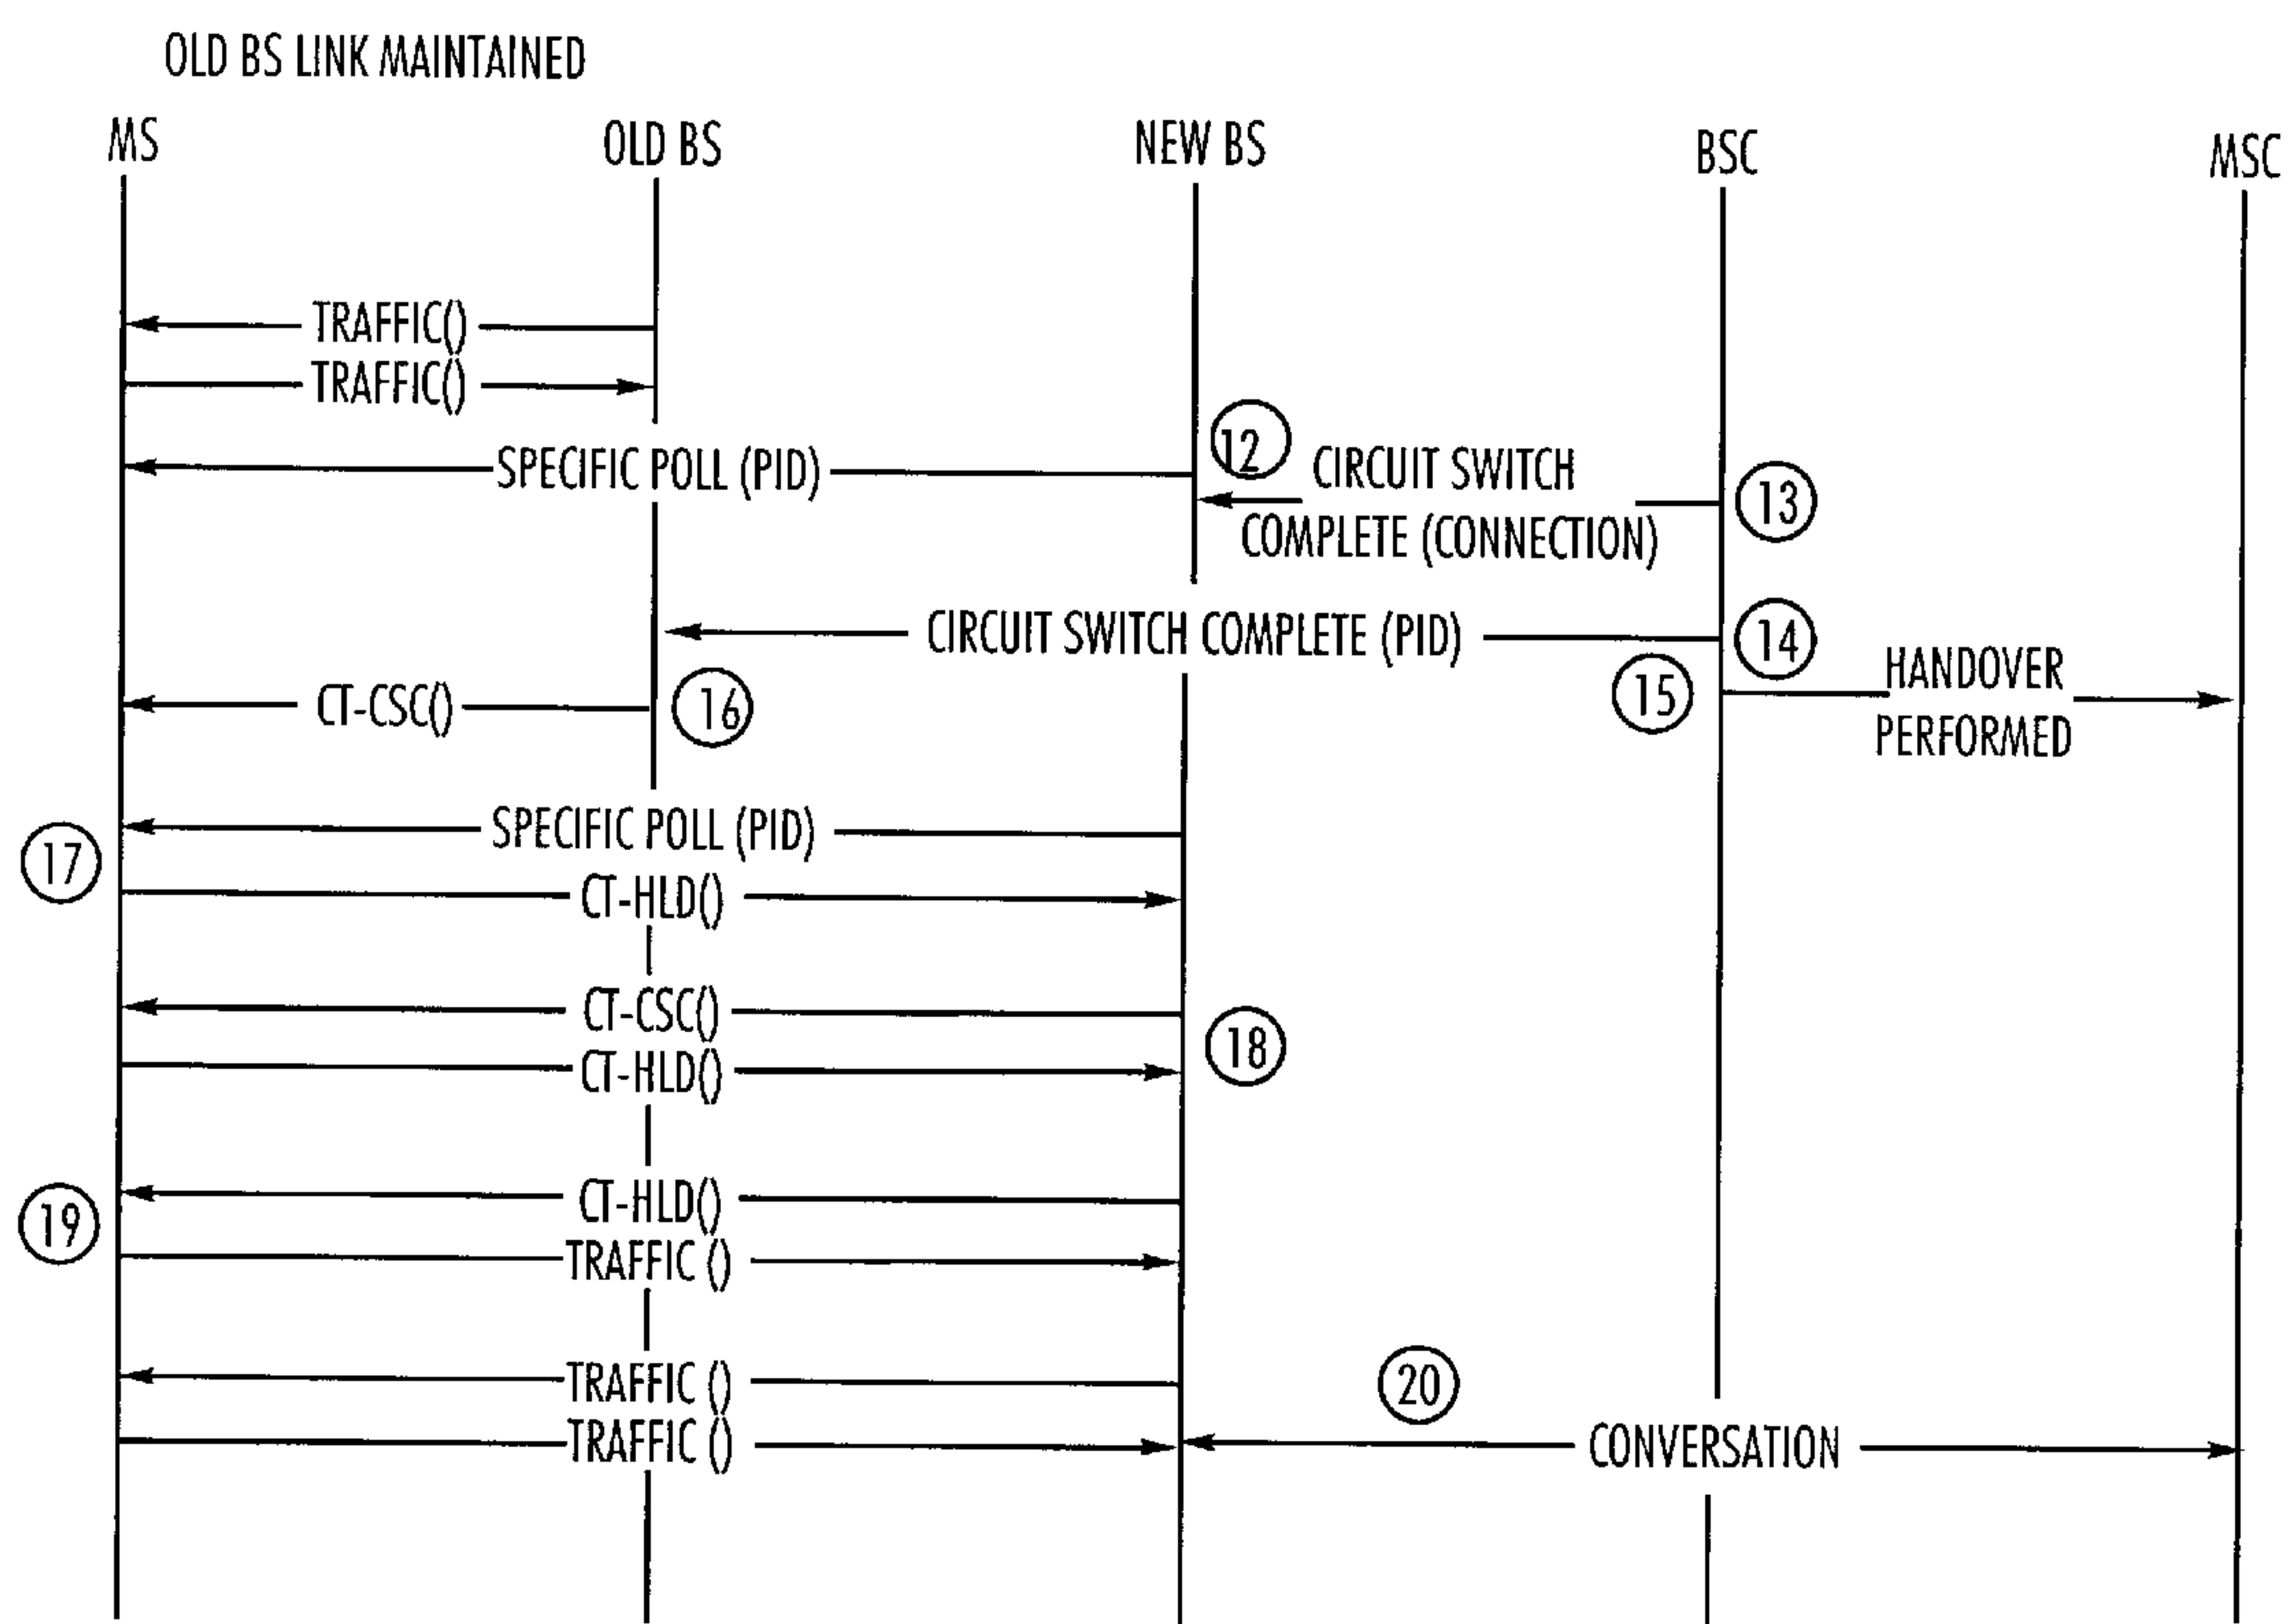 OLD BS LINK MAINTAINED
MS
OLD BS
NEW BS
BSC
MSC
TRAFFIC()
TRAFFIC()
12
SPECIFIC POLL (PID)
CIRCUIT SWITCH
COMPLETE (CONNECTION)
13
CIRCUIT SWITCH COMPLETE (PID)
14
15
HANDOVER
PERFORMED
CT-CSC()
16
SPECIFIC POLL (PID)
17
CT-HLD()
CT-CSC()
18
CT-HLD()
CT-HLD()
19
TRAFFIC ()
TRAFFIC ()
20
TRAFFIC ()
CONVERSATION